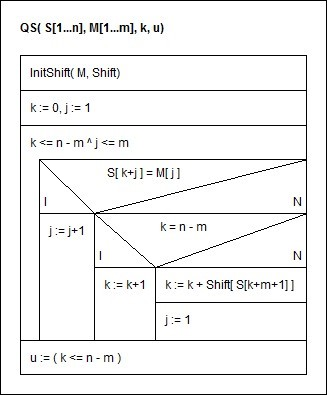 QS( S[1...n], M[1...m], k, u)
InitShift( M, Shift)
k := 0, j := 1
k <= n - m ^ j <= m
S[ k+j ] = M[ j ]
I
N
j := j+1
k = n - m
I
N
k := k+1
k := k + Shift[ S[k+m+1] ]
j := 1
u := ( k <= n - m )